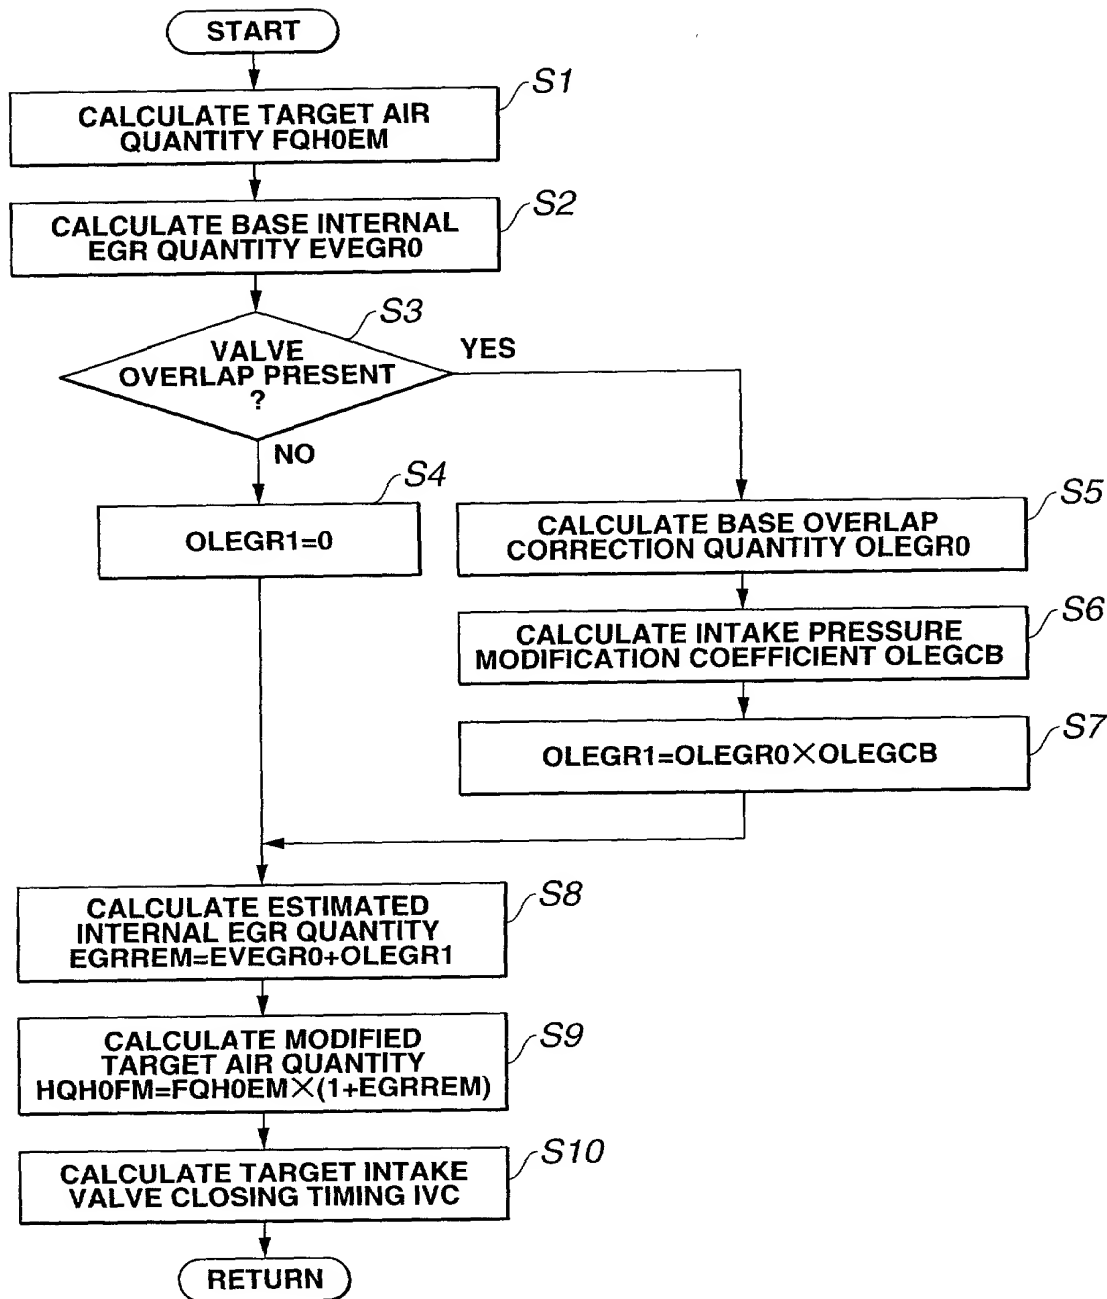 START
S1
CALCULATE TARGET AIR
QUANTITY FQH0EM
S2
CALCULATE BASE INTERNAL
EGR QUANTITY EVEGR0
S3
VALVE
OVERLAP PRESENT
?
YES
NO
S4
OLEGR1=0
S5
CALCULATE BASE OVERLAP
CORRECTION QUANTITY OLEGR0
S6
CALCULATE INTAKE PRESSURE
MODIFICATION COEFFICIENT OLEGCB
S7
OLEGR1=OLEGR0×OLEGCB
S8
CALCULATE ESTIMATED
INTERNAL EGR QUANTITY
EGRREM=EVEGR0+OLEGR1
S9
CALCULATE MODIFIED
TARGET AIR QUANTITY
HQH0FM=FQH0EM×(1+EGRREM)
S10
CALCULATE TARGET INTAKE
VALVE CLOSING TIMING IVC
RETURN